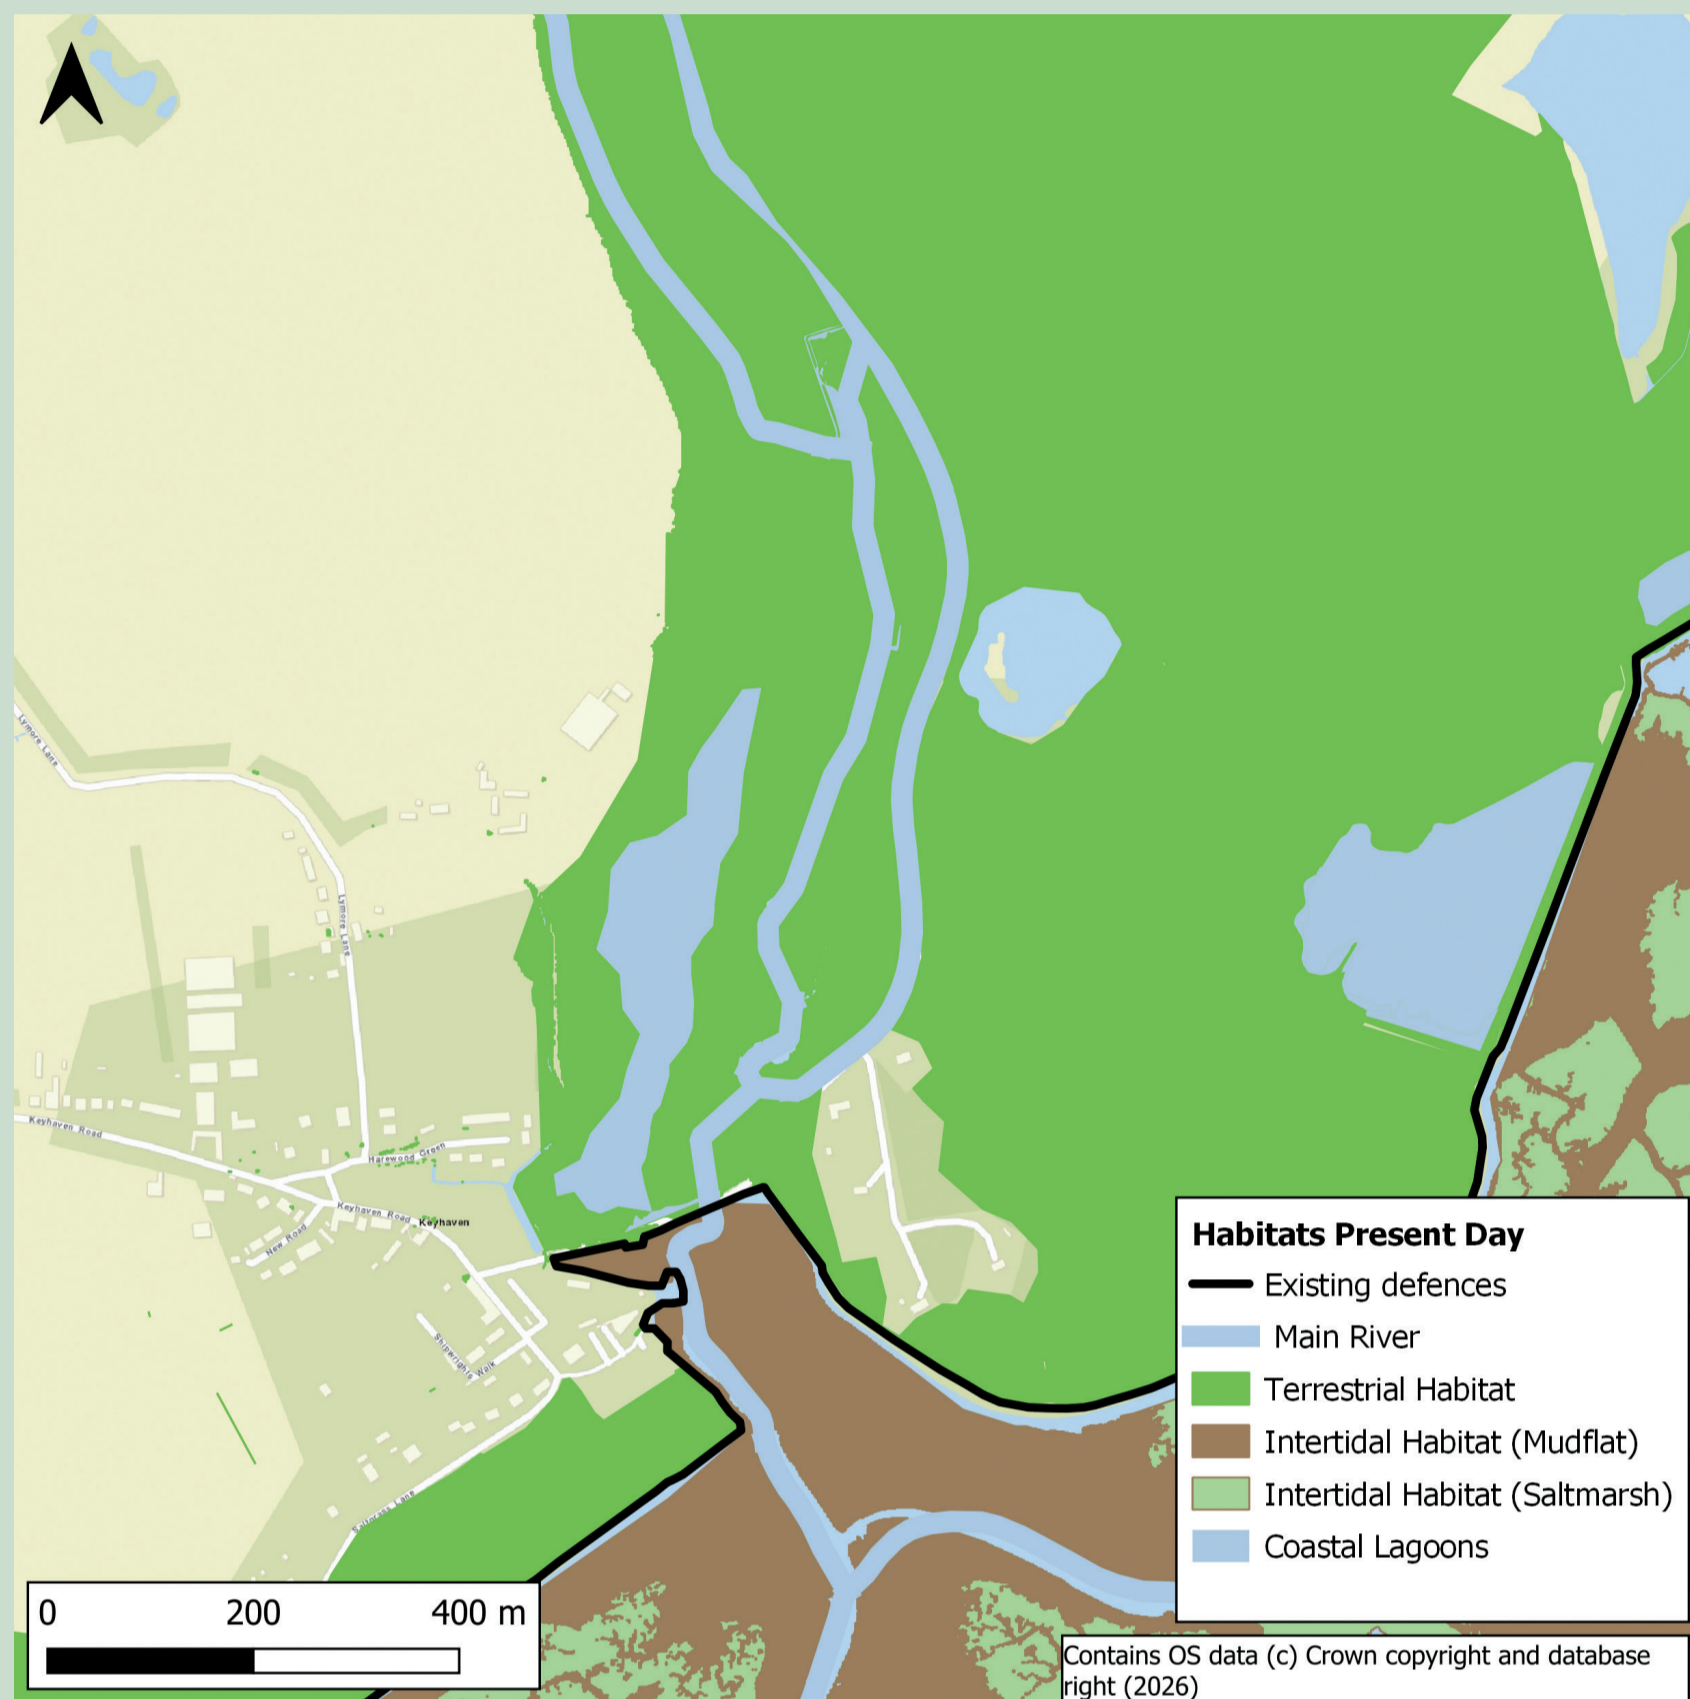 Lymore Lane
Lymore Lane
Keyhaven Road
Harewood Green
Keyhaven Road
Keyhaven
New Road
Shipwrights Walk
Saltgrass Lane
Habitats Present Day
Existing defences
Main River
Terrestrial Habitat
Intertidal Habitat (Mudflat)
Intertidal Habitat (Saltmarsh)
Coastal Lagoons
0 200 400 m
Contains OS data (c) Crown copyright and database
right (2026)